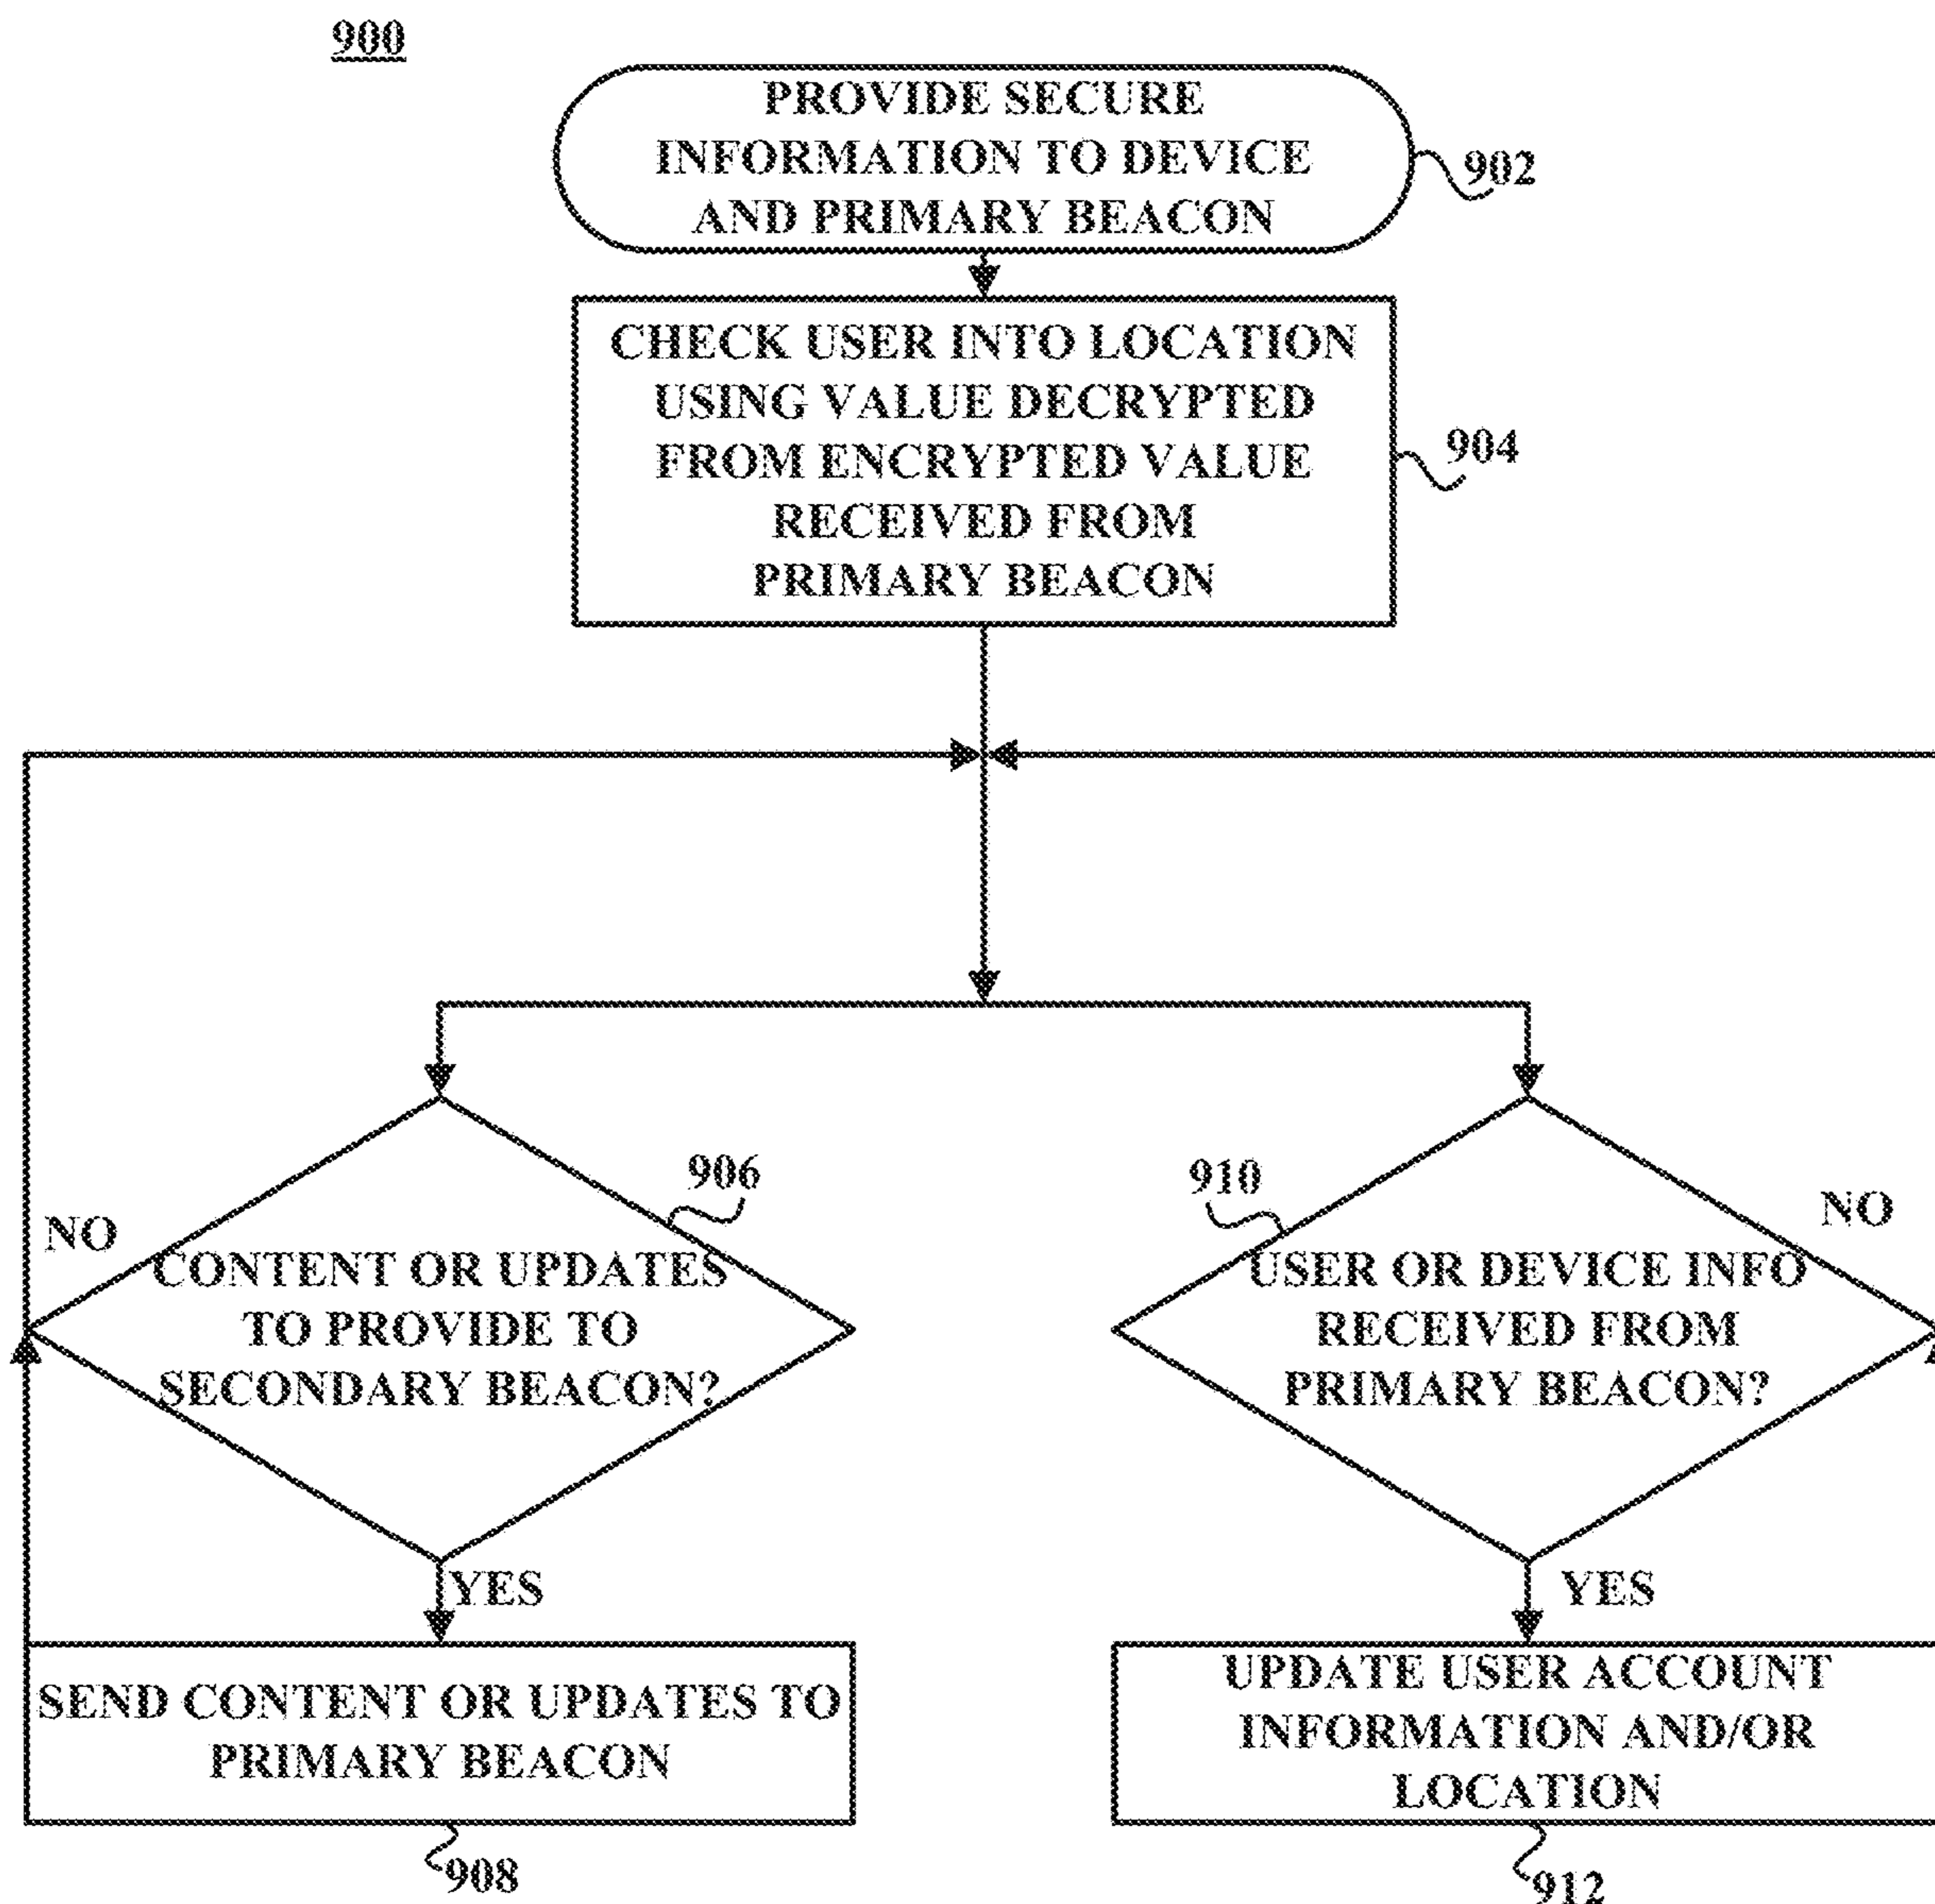 900
PROVIDE SECURE
INFORMATION TO DEVICE
AND PRIMARY BEACON
902
CHECK USER INTO LOCATION
USING VALUE DECRYPTED
FROM ENCRYPTED VALUE
RECEIVED FROM
PRIMARY BEACON
904
906
NO
CONTENT OR UPDATES
TO PROVIDE TO
SECONDARY BEACON?
YES
SEND CONTENT OR UPDATES TO
PRIMARY BEACON
908
910
NO
USER OR DEVICE INFO
RECEIVED FROM
PRIMARY BEACON?
YES
UPDATE USER ACCOUNT
INFORMATION AND/OR
LOCATION
912